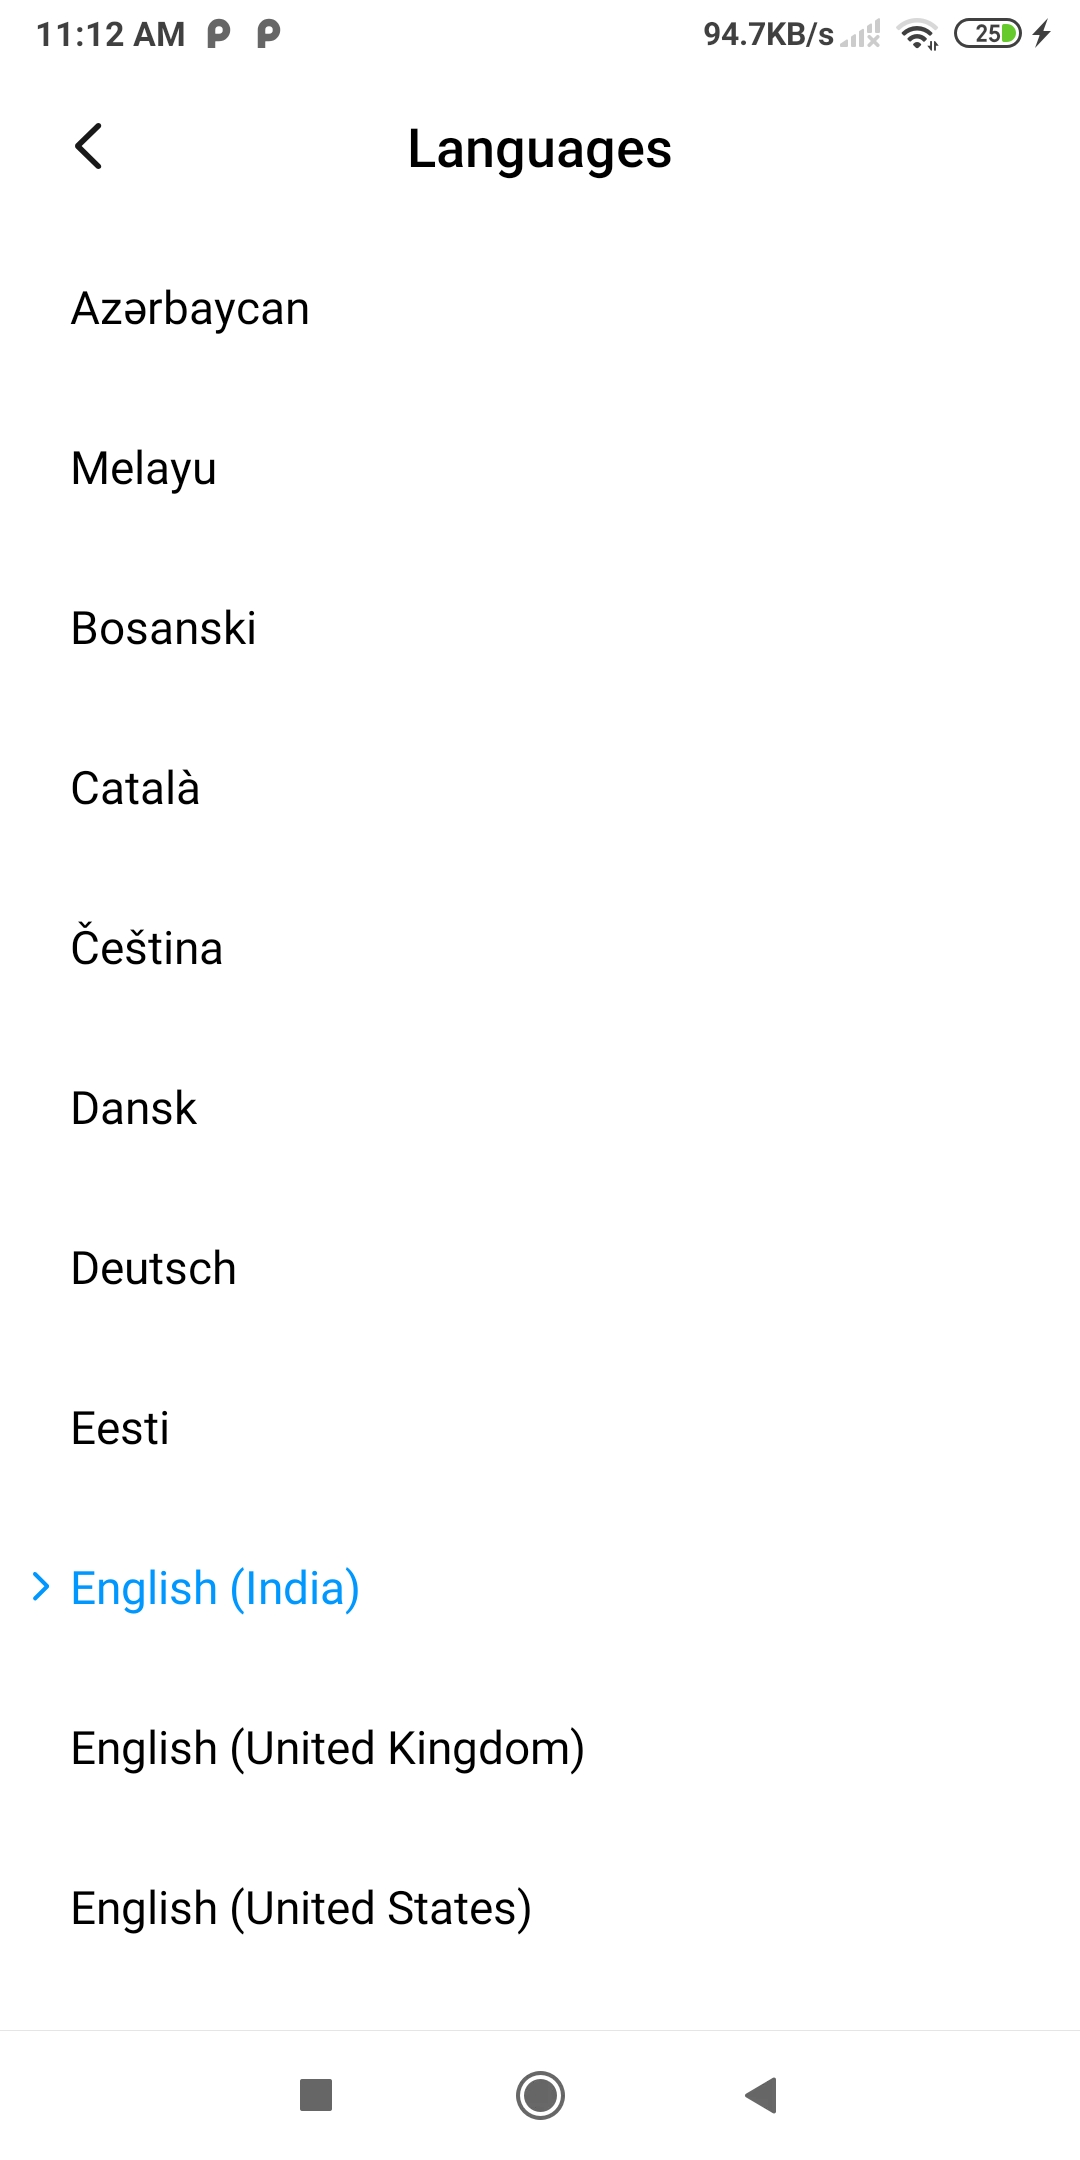 11:12 AM 94.7KB/s 25
Languages
Azərbaycan
Melayu
Bosanski
Català
Čeština
Dansk
Deutsch
Eesti
English (India)
English (United Kingdom)
English (United States)